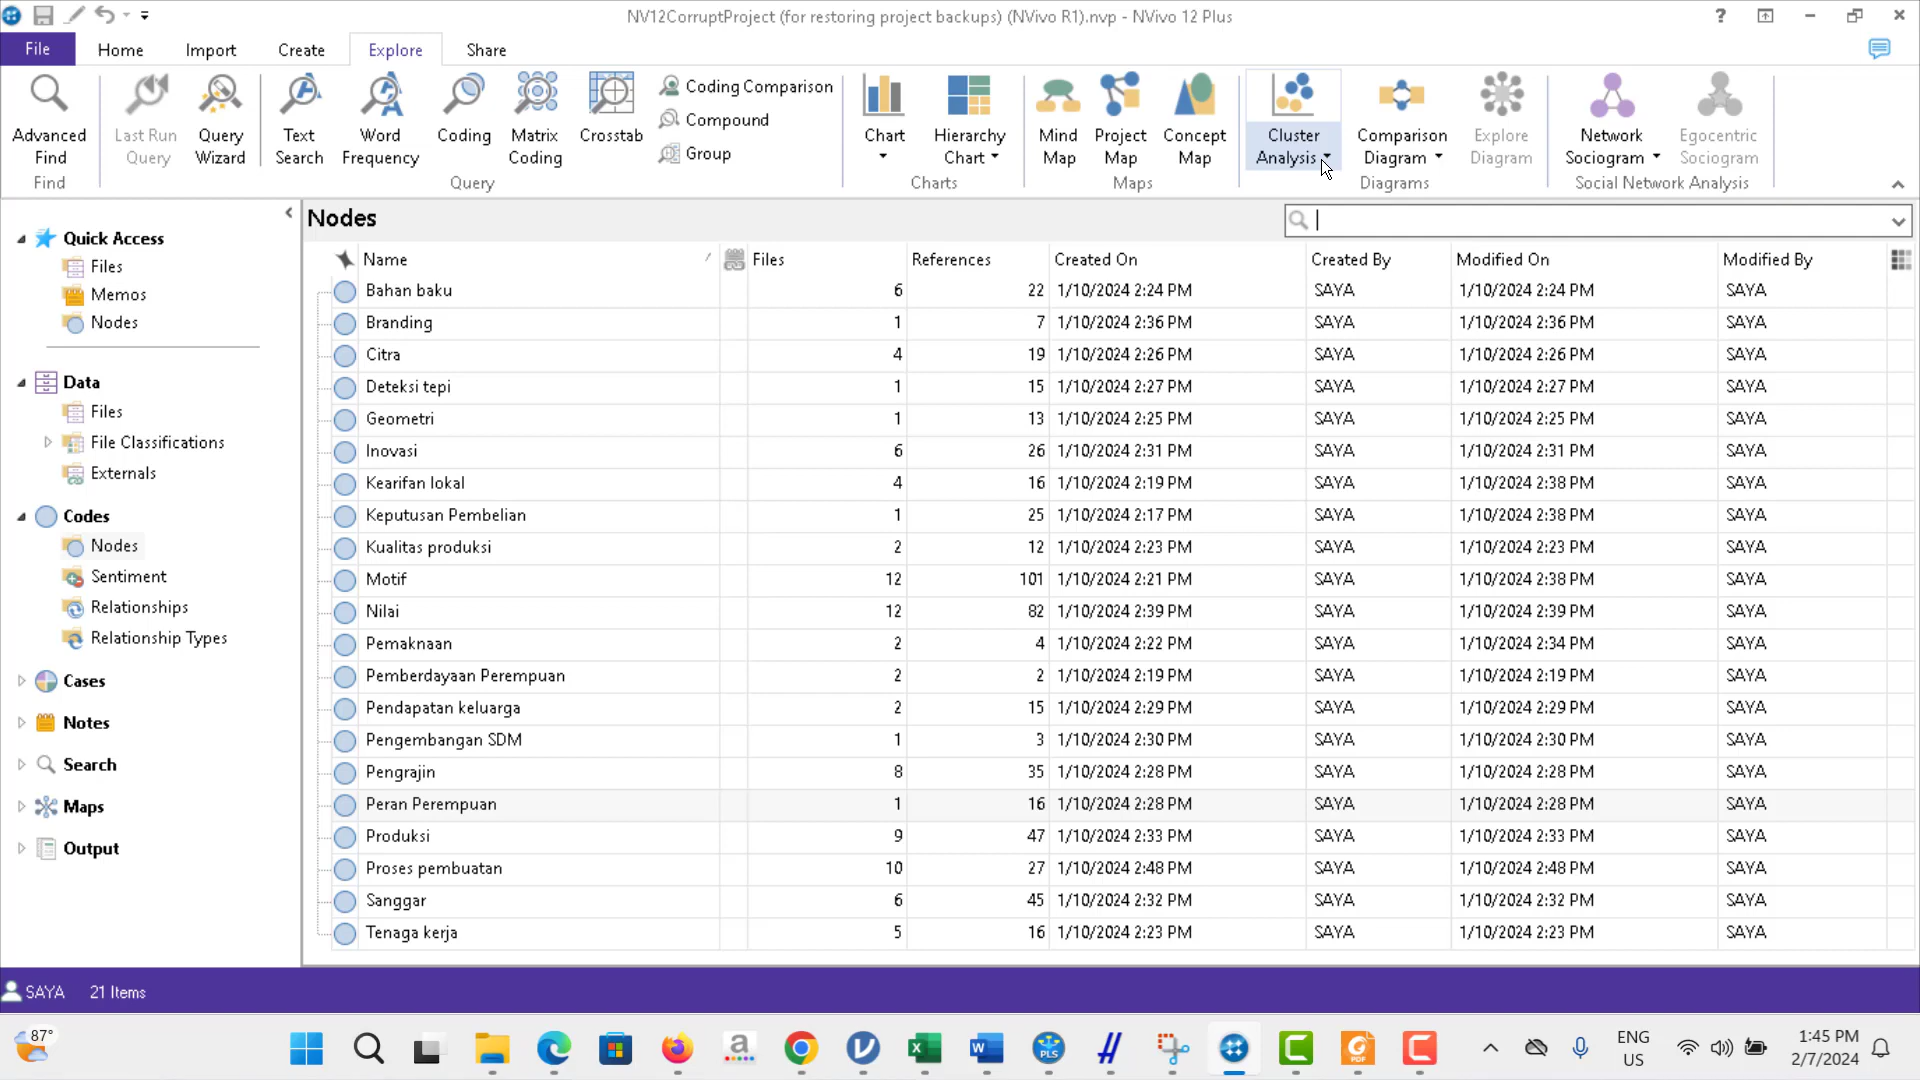 NV12CorruptProject (for restoring project backups) (NVivo R1).nvp - NVivo 12 Plus
File Home Import Create Explore Share
Advanced Find
Last Run Query
Query Wizard
Text Search
Word Frequency
Coding
Matrix Coding
Crosstab
Coding Comparison
Compound
Group
Chart
Hierarchy Chart
Mind Map
Project Map
Concept Map
Cluster Analysis
Comparison Diagram
Explore Diagram
Network Sociogram
Egocentric Sociogram
Find Query Charts Maps Diagrams Social Network Analysis
Quick Access
Files
Memos
Nodes
Data
Files
File Classifications
Externals
Codes
Nodes
Sentiment
Relationships
Relationship Types
Cases
Notes
Search
Maps
Output
Nodes
Name Files References Created On Created By Modified On Modified By
Bahan baku 6 22 1/10/2024 2:24 PM SAYA 1/10/2024 2:24 PM SAYA
Branding 1 7 1/10/2024 2:36 PM SAYA 1/10/2024 2:36 PM SAYA
Citra 4 19 1/10/2024 2:26 PM SAYA 1/10/2024 2:26 PM SAYA
Deteksi tepi 1 15 1/10/2024 2:27 PM SAYA 1/10/2024 2:27 PM SAYA
Geometri 1 13 1/10/2024 2:25 PM SAYA 1/10/2024 2:25 PM SAYA
Inovasi 6 26 1/10/2024 2:31 PM SAYA 1/10/2024 2:31 PM SAYA
Kearifan lokal 4 16 1/10/2024 2:19 PM SAYA 1/10/2024 2:38 PM SAYA
Keputusan Pembelian 1 25 1/10/2024 2:17 PM SAYA 1/10/2024 2:38 PM SAYA
Kualitas produksi 2 12 1/10/2024 2:23 PM SAYA 1/10/2024 2:23 PM SAYA
Motif 12 101 1/10/2024 2:21 PM SAYA 1/10/2024 2:38 PM SAYA
Nilai 12 82 1/10/2024 2:39 PM SAYA 1/10/2024 2:39 PM SAYA
Pemaknaan 2 4 1/10/2024 2:22 PM SAYA 1/10/2024 2:34 PM SAYA
Pemberdayaan Perempuan 2 2 1/10/2024 2:19 PM SAYA 1/10/2024 2:19 PM SAYA
Pendapatan keluarga 2 15 1/10/2024 2:29 PM SAYA 1/10/2024 2:29 PM SAYA
Pengembangan SDM 1 3 1/10/2024 2:30 PM SAYA 1/10/2024 2:30 PM SAYA
Pengrajin 8 35 1/10/2024 2:28 PM SAYA 1/10/2024 2:28 PM SAYA
Peran Perempuan 1 16 1/10/2024 2:28 PM SAYA 1/10/2024 2:28 PM SAYA
Produksi 9 47 1/10/2024 2:33 PM SAYA 1/10/2024 2:33 PM SAYA
Proses pembuatan 10 27 1/10/2024 2:48 PM SAYA 1/10/2024 2:48 PM SAYA
Sanggar 6 45 1/10/2024 2:32 PM SAYA 1/10/2024 2:32 PM SAYA
Tenaga kerja 5 16 1/10/2024 2:23 PM SAYA 1/10/2024 2:23 PM SAYA
SAYA 21 Items
87°
ENG US
1:45 PM
2/7/2024